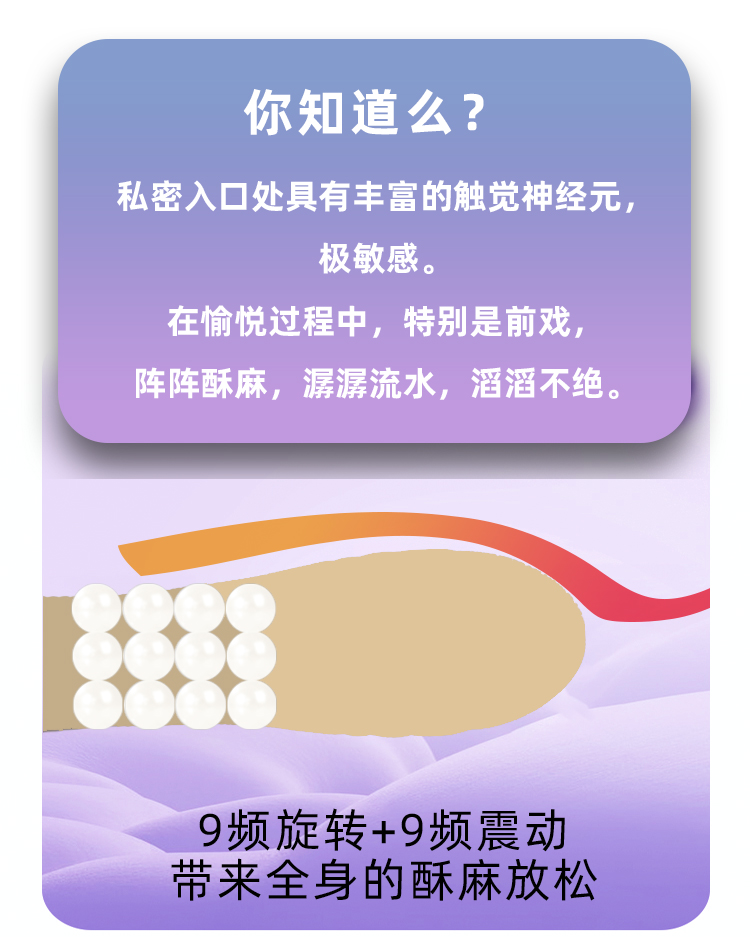 你知道么？
私密入口处具有丰富的触觉神经元，
极敏感。
在愉悦过程中，特别是前戏，
阵阵酥麻，潺潺流水，滔滔不绝。
9频旋转+9频震动
带来全身的酥麻放松